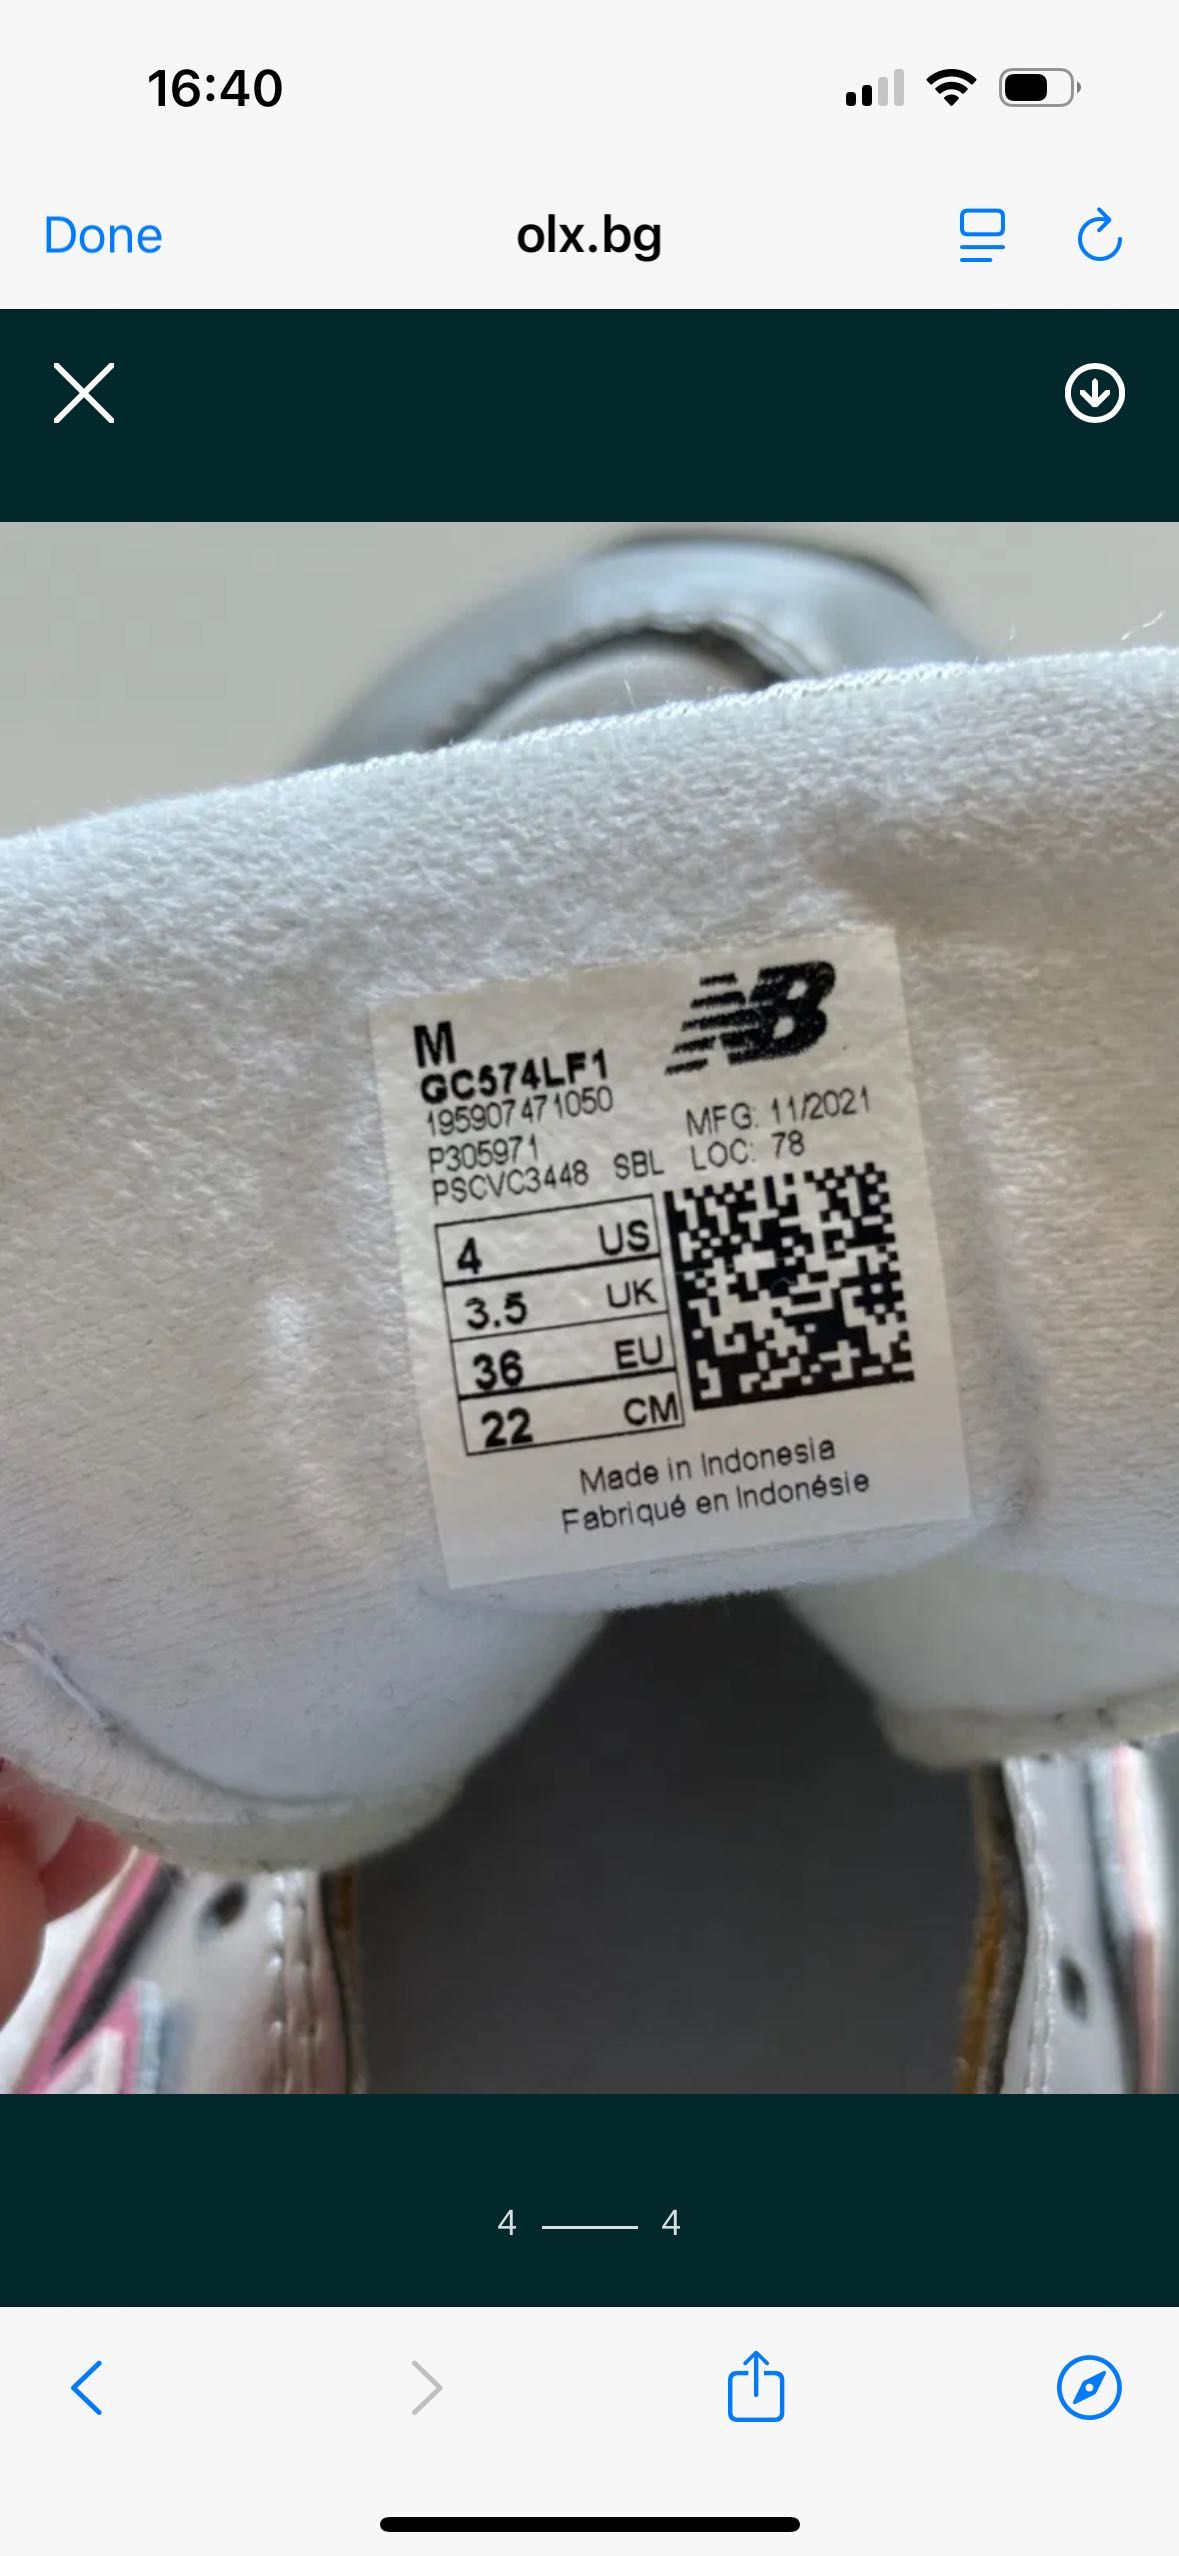 16:40
Done
olx.bg
NB
M
GC574LF1
195907471050
P305971
PSCVC3448 SBL
MFG: 11/2021
LOC: 78
4 US
3.5 UK
36 EU
22 CM
Made in Indonesia
Fabriqué en Indonésie
4 4